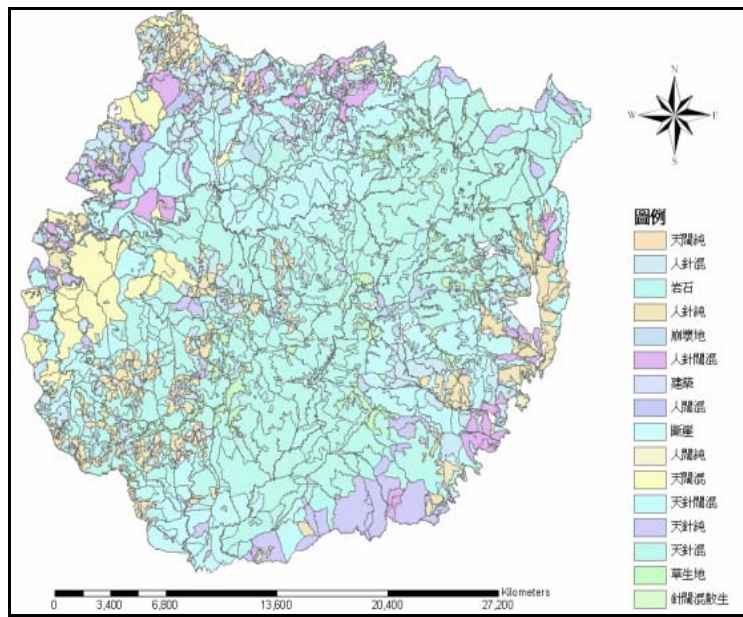 N
W E
S
圖例
天闊純
人針混
岩石
人針純
崩壞地
人針闊混
建築
人闊混
斷崖
人闊純
天闊混
天針闊混
天針純
天針混
草生地
針闊混散生
Kilometers
0 3,400 6,800 13,600 20,400 27,200